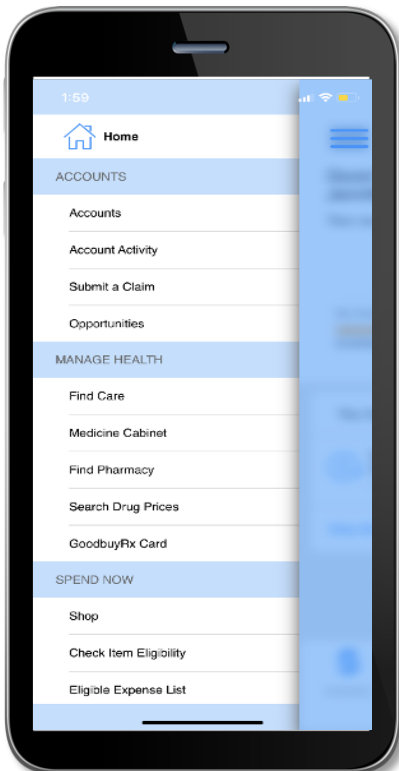 1:59
Home
ACCOUNTS
Accounts
Account Activity
Submit a Claim
Opportunities
MANAGE HEALTH
Find Care
Medicine Cabinet
Find Pharmacy
Search Drug Prices
GoodbuyRx Card
SPEND NOW
Shop
Check Item Eligibility
Eligible Expense List